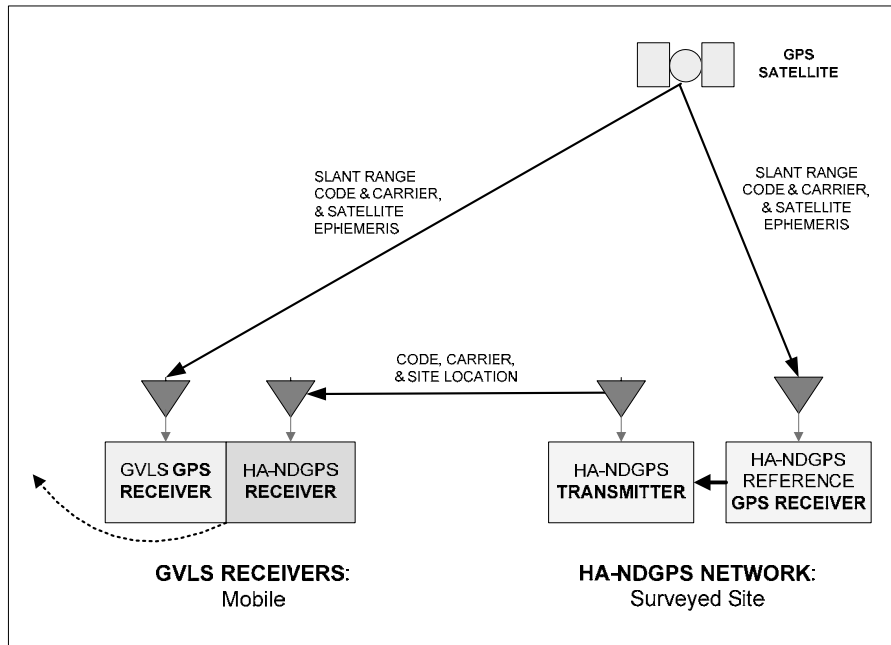 GPS
SATELLITE
SLANT RANGE
CODE & CARRIER,
& SATELLITE
EPHEMERIS
SLANT RANGE
CODE & CARRIER,
& SATELLITE
EPHEMERIS
CODE, CARRIER,
& SITE LOCATION
GVLS GPS
RECEIVER
HA-NDGPS
RECEIVER
HA-NDGPS
TRANSMITTER
HA-NDGPS
REFERENCE
GPS RECEIVER
GVLS RECEIVERS:
Mobile
HA-NDGPS NETWORK:
Surveyed Site